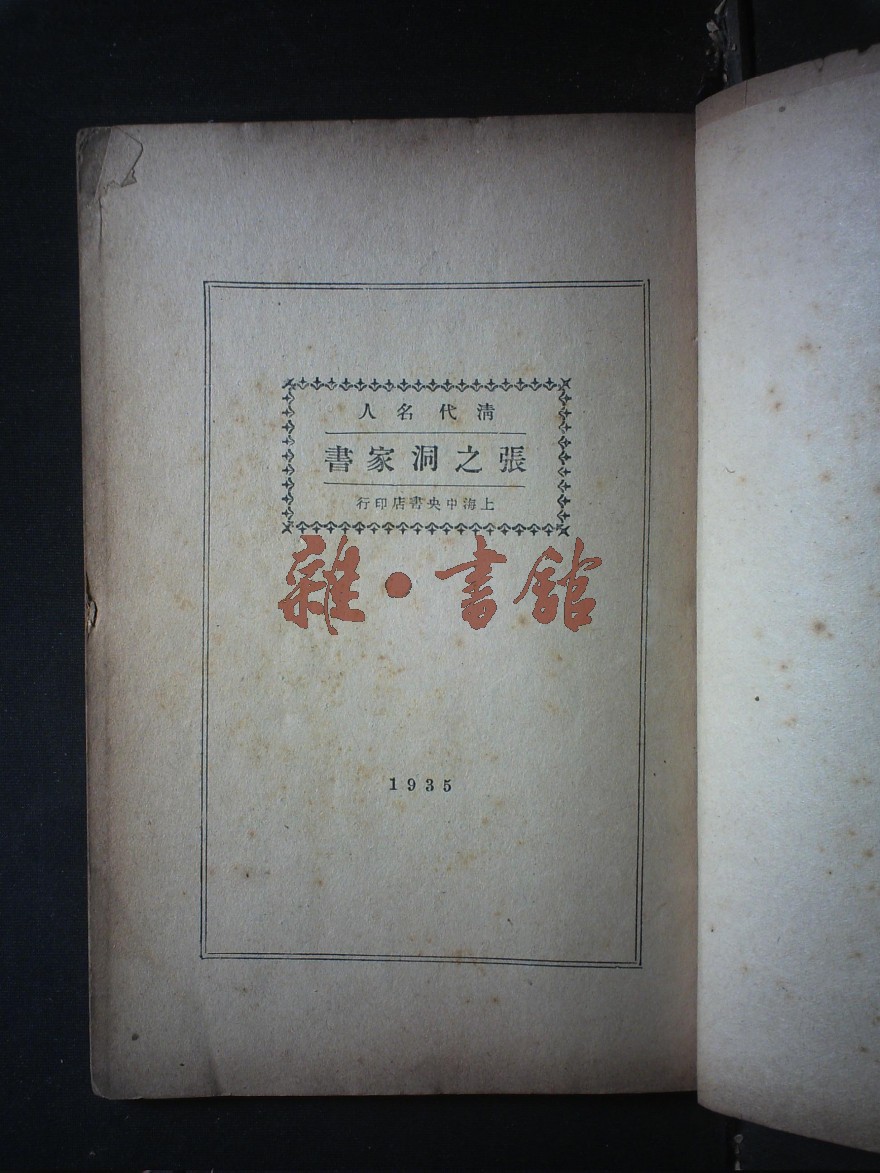 清代名人
張之洞家書
上海中央書店印行
雜·書館
1935